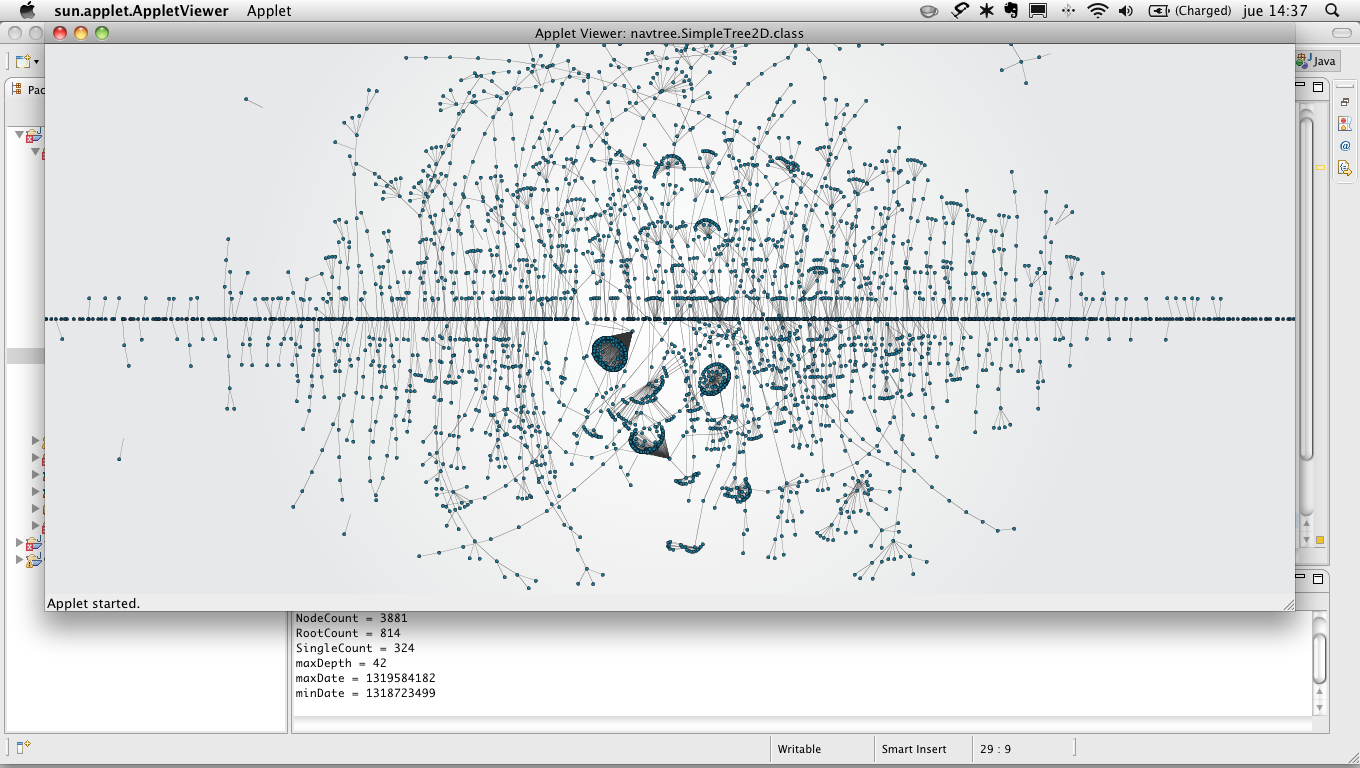 sun.applet.AppletViewer Applet (Charged) jue 14:37
Applet Viewer: navtree.SimpleTree2D.class
Java
Pac
Applet started.
NodeCount = 3881
RootCount = 814
SingleCount = 324
maxDepth = 42
maxDate = 1319584182
minDate = 1318723499
Writable Smart Insert 29 : 9